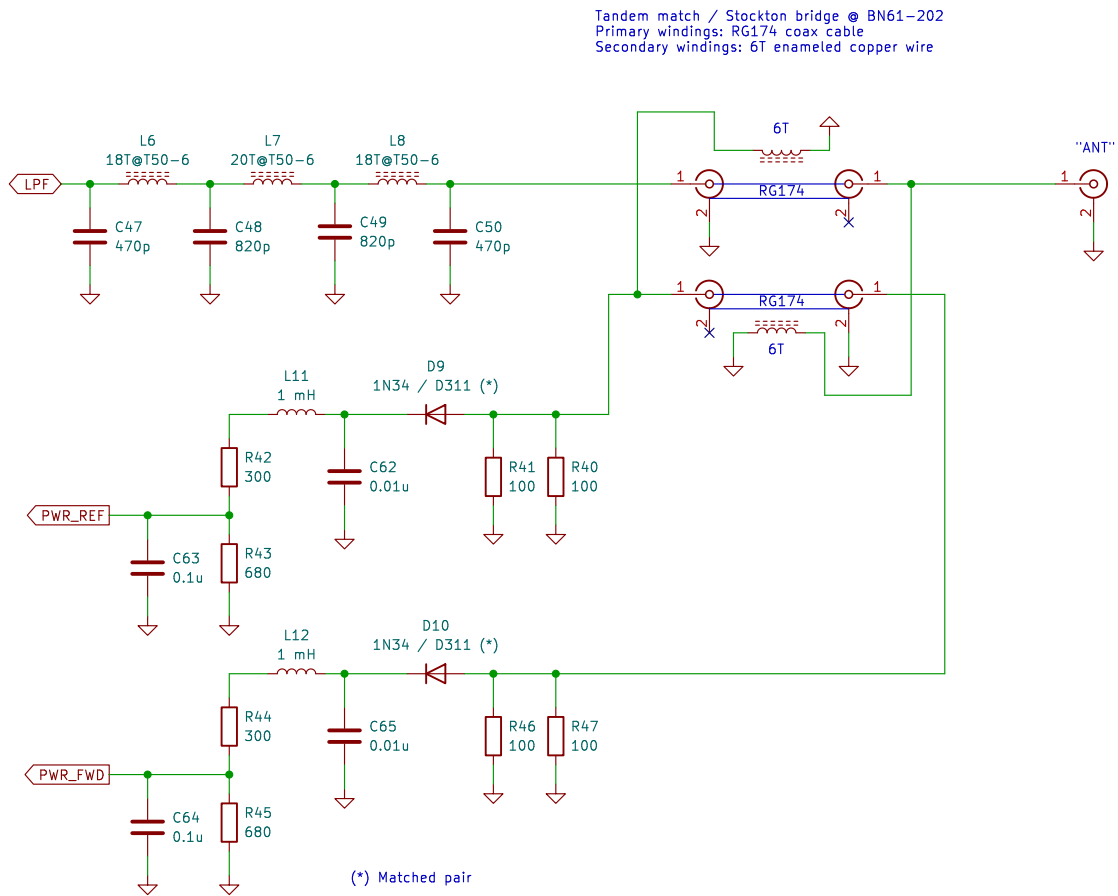 Tandem match / Stockton bridge @ BN61-202
Primary windings: RG174 coax cable
Secondary windings: 6T enameled copper wire
6T
"ANT"
L6
18T@T50-6
L7
20T@T50-6
L8
18T@T50-6
LPF
1
RG174
1
1
2
2
2
C47
470p
C48
820p
C49
820p
C50
470p
1
RG174
1
2
2
6T
D9
1N34 / D311 (*)
L11
1 mH
R42
300
C62
0.01u
R41
100
R40
100
PWR_REF
C63
0.1u
R43
680
D10
1N34 / D311 (*)
L12
1 mH
R44
300
C65
0.01u
R46
100
R47
100
PWR_FWD
C64
0.1u
R45
680
(*) Matched pair